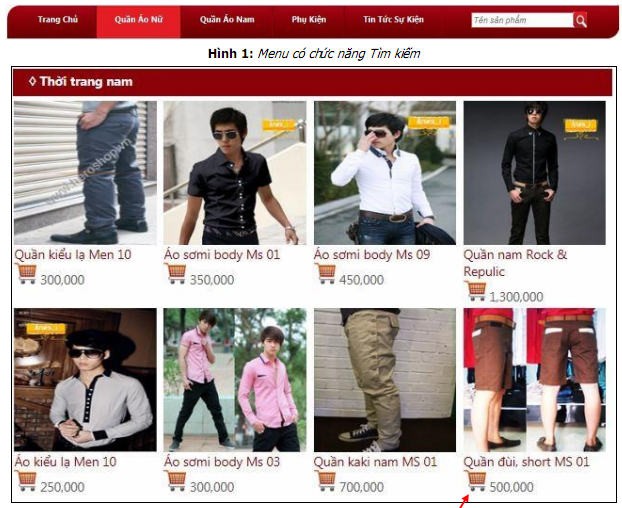 Trang Chủ Quần Áo Nữ Quần Áo Nam Phụ Kiện Tin Tức Sự Kiện Tên sản phẩm
Hình 1: Menu có chức năng Tìm kiếm
◊ Thời trang nam
Quần kiểu lạ Men 10
300,000
Áo sơmi body Ms 01
350,000
Áo sơmi body Ms 09
450,000
Quần nam Rock &
Repulic
1,300,000
Áo kiểu lạ Men 10
250,000
Áo sơmi body Ms 03
300,000
Quần kaki nam MS 01
700,000
Quần đùi, short MS 01
500,000